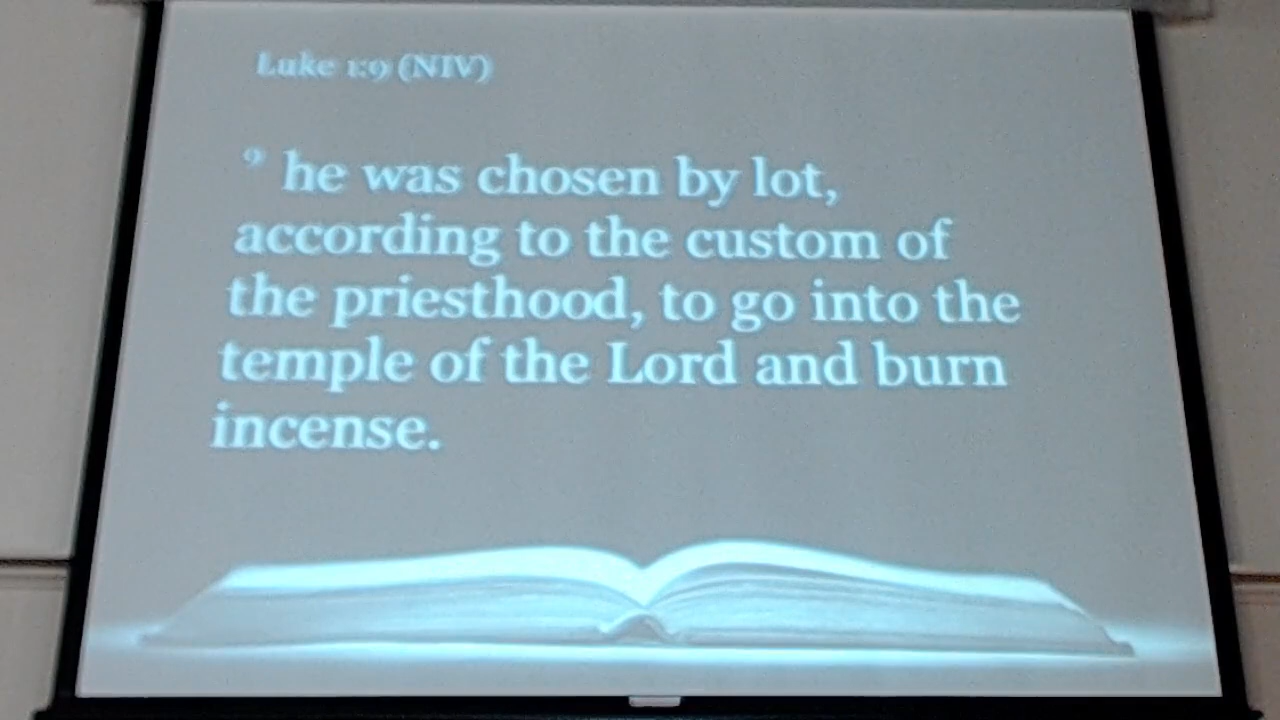 Luke 1:9 (NIV)
9 he was chosen by lot,
according to the custom of
the priesthood, to go into the
temple of the Lord and burn
incense.